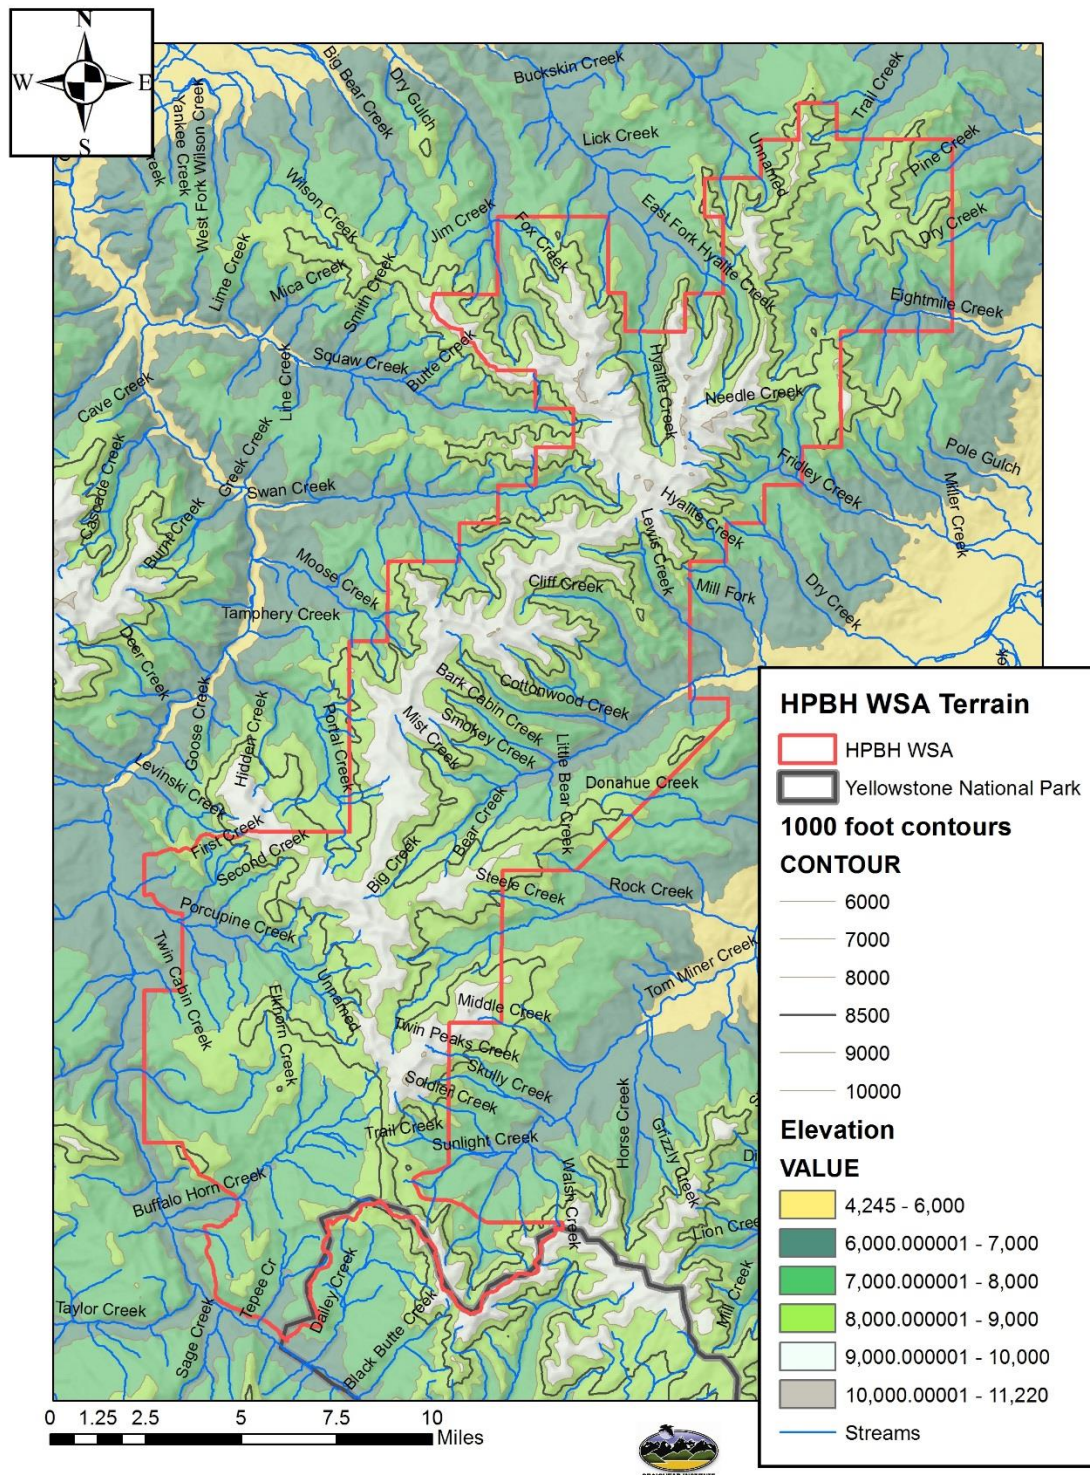 N
W E
S
Big Bear Creek
Dry Gulch
Buckskin Creek
Trail Creek
Yankee Creek
West Fork Wilson Creek
Creek
Lick Creek
Unnamed
Pine Creek
Wilson Creek
Jim Creek
Fox Creek
East Fork Hyalite Creek
Dry Creek
Lime Creek
Mica Creek
Smith Creek
Eightmile Creek
Squaw Creek
Butte Creek
Line Creek
Hyalite Creek
Needle Creek
Cave Creek
Greek Creek
Cascade Creek
Swan Creek
Fridley Creek
Pole Gulch
Miller Creek
Burnt Creek
Hyalite Creek
Lewis Creek
Moose Creek
Cliff Creek
Mill Fork
Dry Creek
Tamphery Creek
Deer Creek
Goose Creek
Hidden Creek
Portal Creek
Bark Cabin Creek
Cottonwood Creek
Mist Creek
Smokey Creek
Little Bear Creek
Levinski Creek
Donahue Creek
First Creek
Second Creek
Big Creek
Bear Creek
Steele Creek
Rock Creek
Porcupine Creek
Twin Cabin Creek
Unnamed
Elkhorn Creek
Tom Miner Creek
Middle Creek
Twin Peaks Creek
Skully Creek
Soldier Creek
Trail Creek
Sunlight Creek
Horse Creek
Grizzly Creek
Buffalo Horn Creek
Walsh Creek
Lion Creek
Tepee Cr
Dailey Creek
Taylor Creek
Sage Creek
Black Butte Creek
Mill Creek
HPBH WSA Terrain
HPBH WSA
Yellowstone National Park
1000 foot contours
CONTOUR
6000
7000
8000
8500
9000
10000
Elevation
VALUE
4,245 - 6,000
6,000.000001 - 7,000
7,000.000001 - 8,000
8,000.000001 - 9,000
9,000.000001 - 10,000
10,000.00001 - 11,220
Streams
0 1.25 2.5 5 7.5 10
Miles